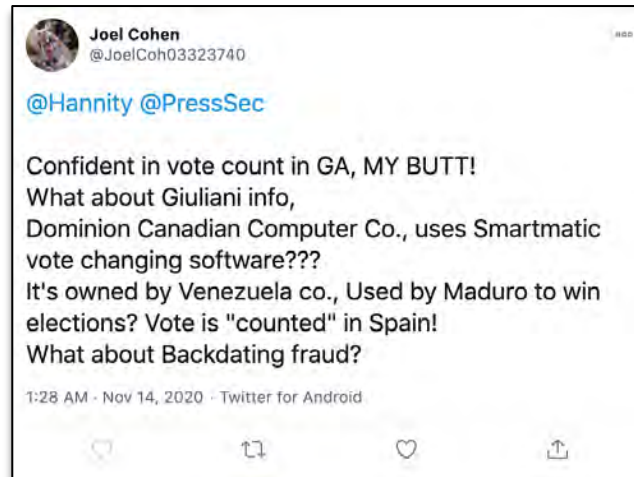 Joel Cohen
@JoelCoh03323740
@Hannity @PressSec
Confident in vote count in GA, MY BUTT!
What about Giuliani info,
Dominion Canadian Computer Co., uses Smartmatic
vote changing software???
It's owned by Venezuela co., Used by Maduro to win
elections? Vote is "counted" in Spain!
What about Backdating fraud?
1:28 AM · Nov 14, 2020 · Twitter for Android